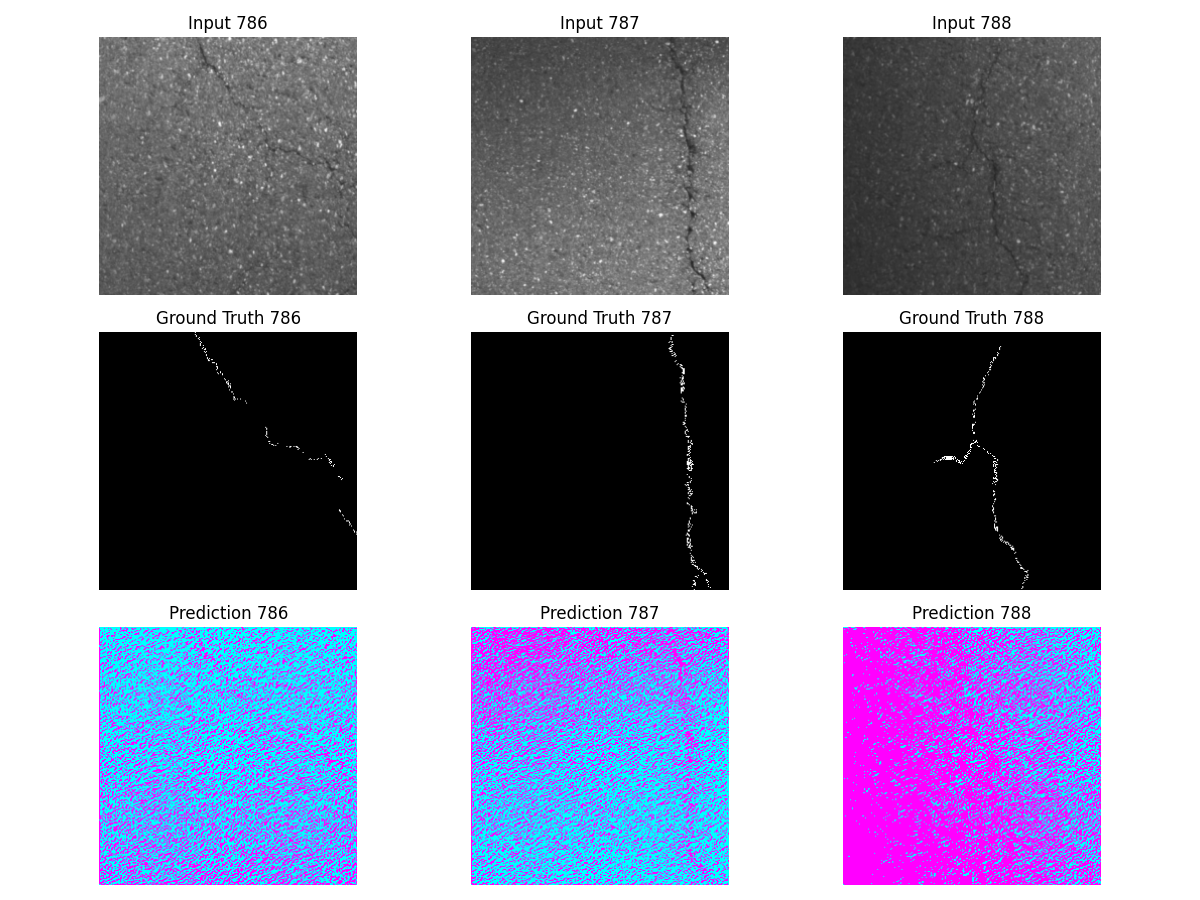 Input 786
Input 787
Input 788
Ground Truth 786
Ground Truth 787
Ground Truth 788
Prediction 786
Prediction 787
Prediction 788